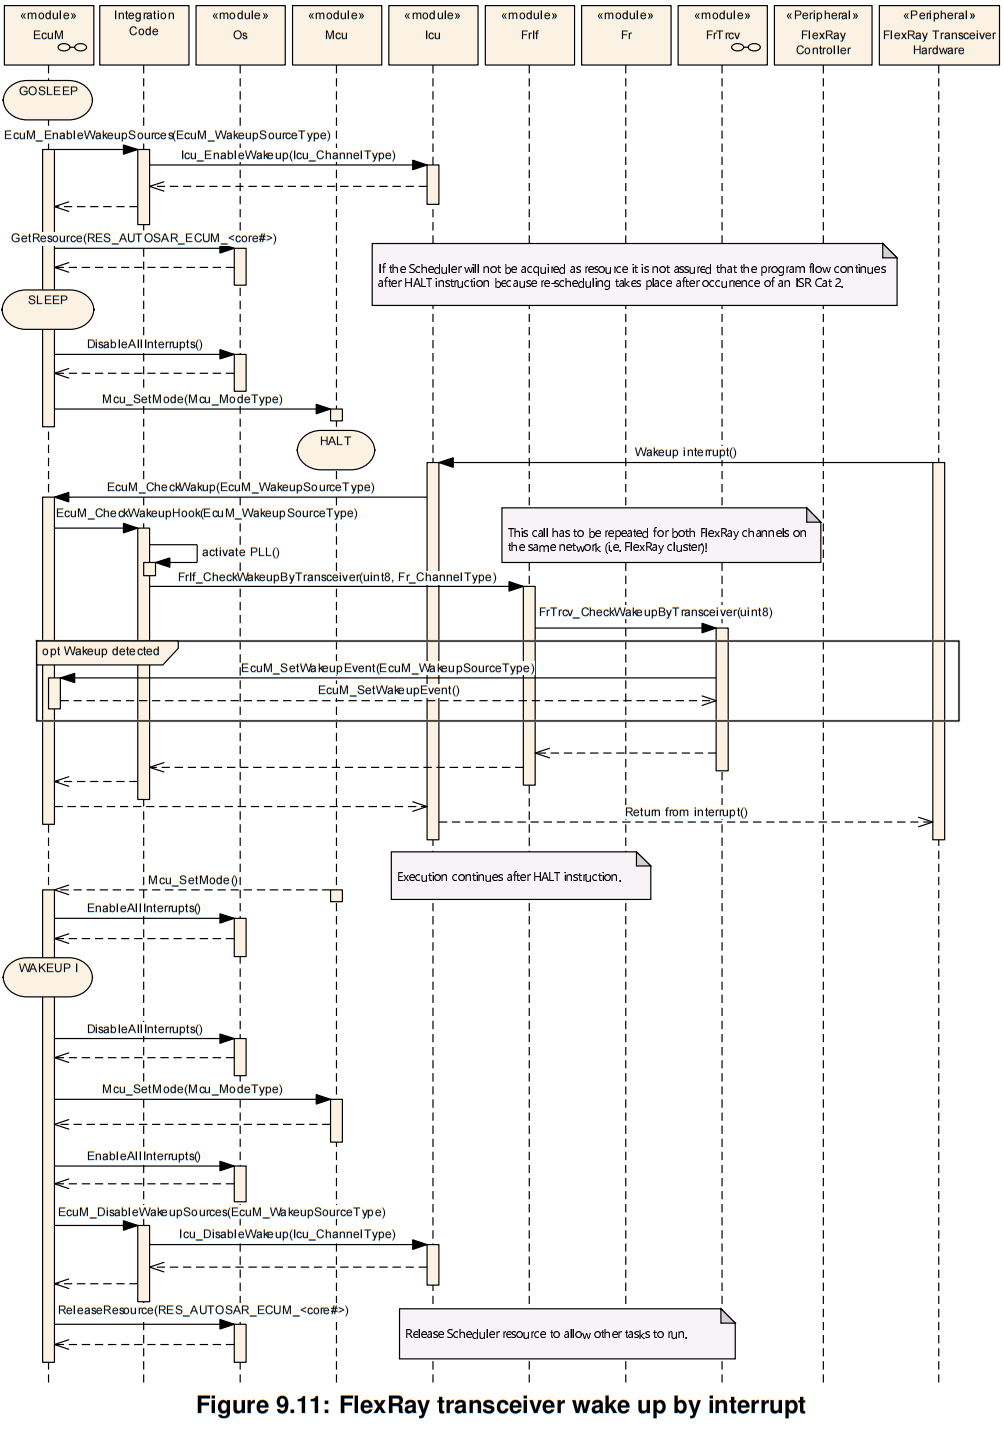 «module»
EcuM
Integration
Code
«module»
Os
«module»
Mcu
«module»
Icu
«module»
FrIf
«module»
Fr
«module»
FrTrcv
«Peripheral»
FlexRay
Controller
«Peripheral»
FlexRay Transceiver
Hardware
GOSLEEP
EcuM_EnableWakeupSources(EcuM_WakeupSourceType)
Icu_EnableWakeup(Icu_ChannelType)
GetResource(RES_AUTOSAR_ECUM_<core#>)
If the Scheduler will not be acquired as resource it is not assured that the program flow continues
after HALT instruction because re-scheduling takes place after occurrence of an ISR Cat 2.
SLEEP
DisableAllInterrupts()
Mcu_SetMode(Mcu_ModeType)
HALT
Wakeup interrupt()
EcuM_CheckWakup(EcuM_WakeupSourceType)
EcuM_CheckWakeupHook(EcuM_WakeupSourceType)
This call has to be repeated for both FlexRay channels on
the same network (i.e. FlexRay cluster)!
activate PLL()
FrIf_CheckWakeupByTransceiver(uint8, Fr_ChannelType)
FrTrcv_CheckWakeupByTransceiver(uint8)
opt Wakeup detected
EcuM_SetWakeupEvent(EcuM_WakeupSourceType)
EcuM_SetWakeupEvent()
Return from interrupt()
Execution continues after HALT instruction.
Mcu_SetMode()
EnableAllInterrupts()
WAKEUP I
DisableAllInterrupts()
Mcu_SetMode(Mcu_ModeType)
EnableAllInterrupts()
EcuM_DisableWakeupSources(EcuM_WakeupSourceType)
Icu_DisableWakeup(Icu_ChannelType)
ReleaseResource(RES_AUTOSAR_ECUM_<core#>)
Release Scheduler resource to allow other tasks to run.
Figure 9.11: FlexRay transceiver wake up by interrupt